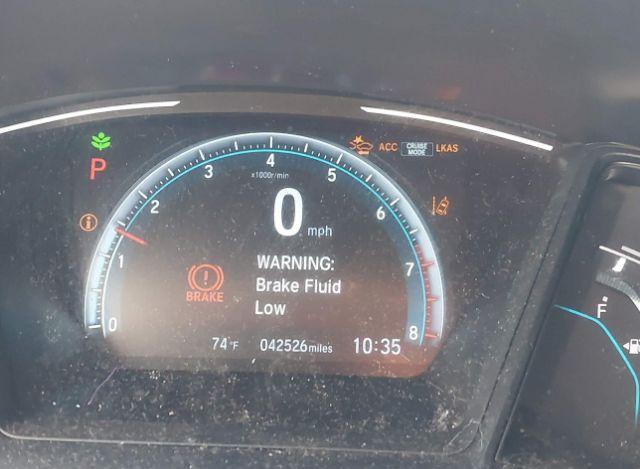 P
ACC CRUISE MODE LKAS
4
3 5
x1000r/min
2 6
0 mph
1 7
WARNING:
BRAKE Brake Fluid
Low
0 8
74°F 042526miles 10:35
F